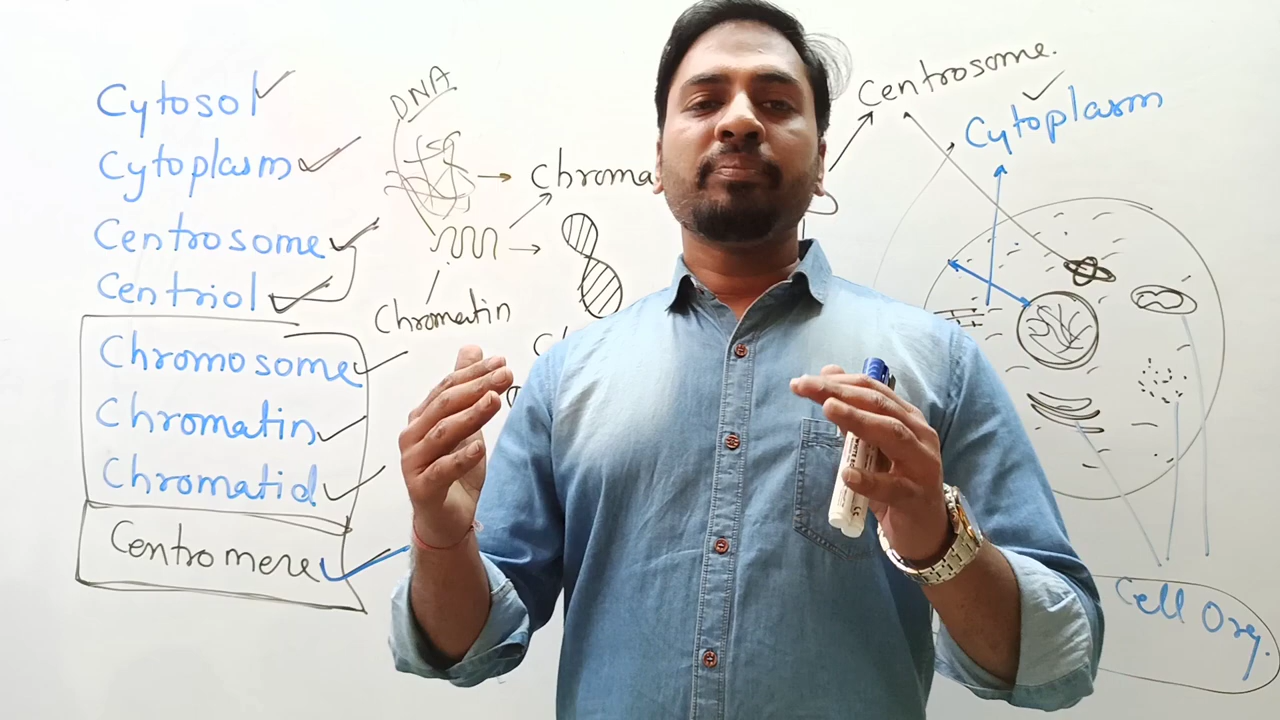 Cytosol
Cytoplasm
Centrosome
Centriol
Chromosome
Chromatin
Chromatid
Centromere
DNA
Chroma
Chromatin
Centrosome.
Cytoplasm
Cell Org.